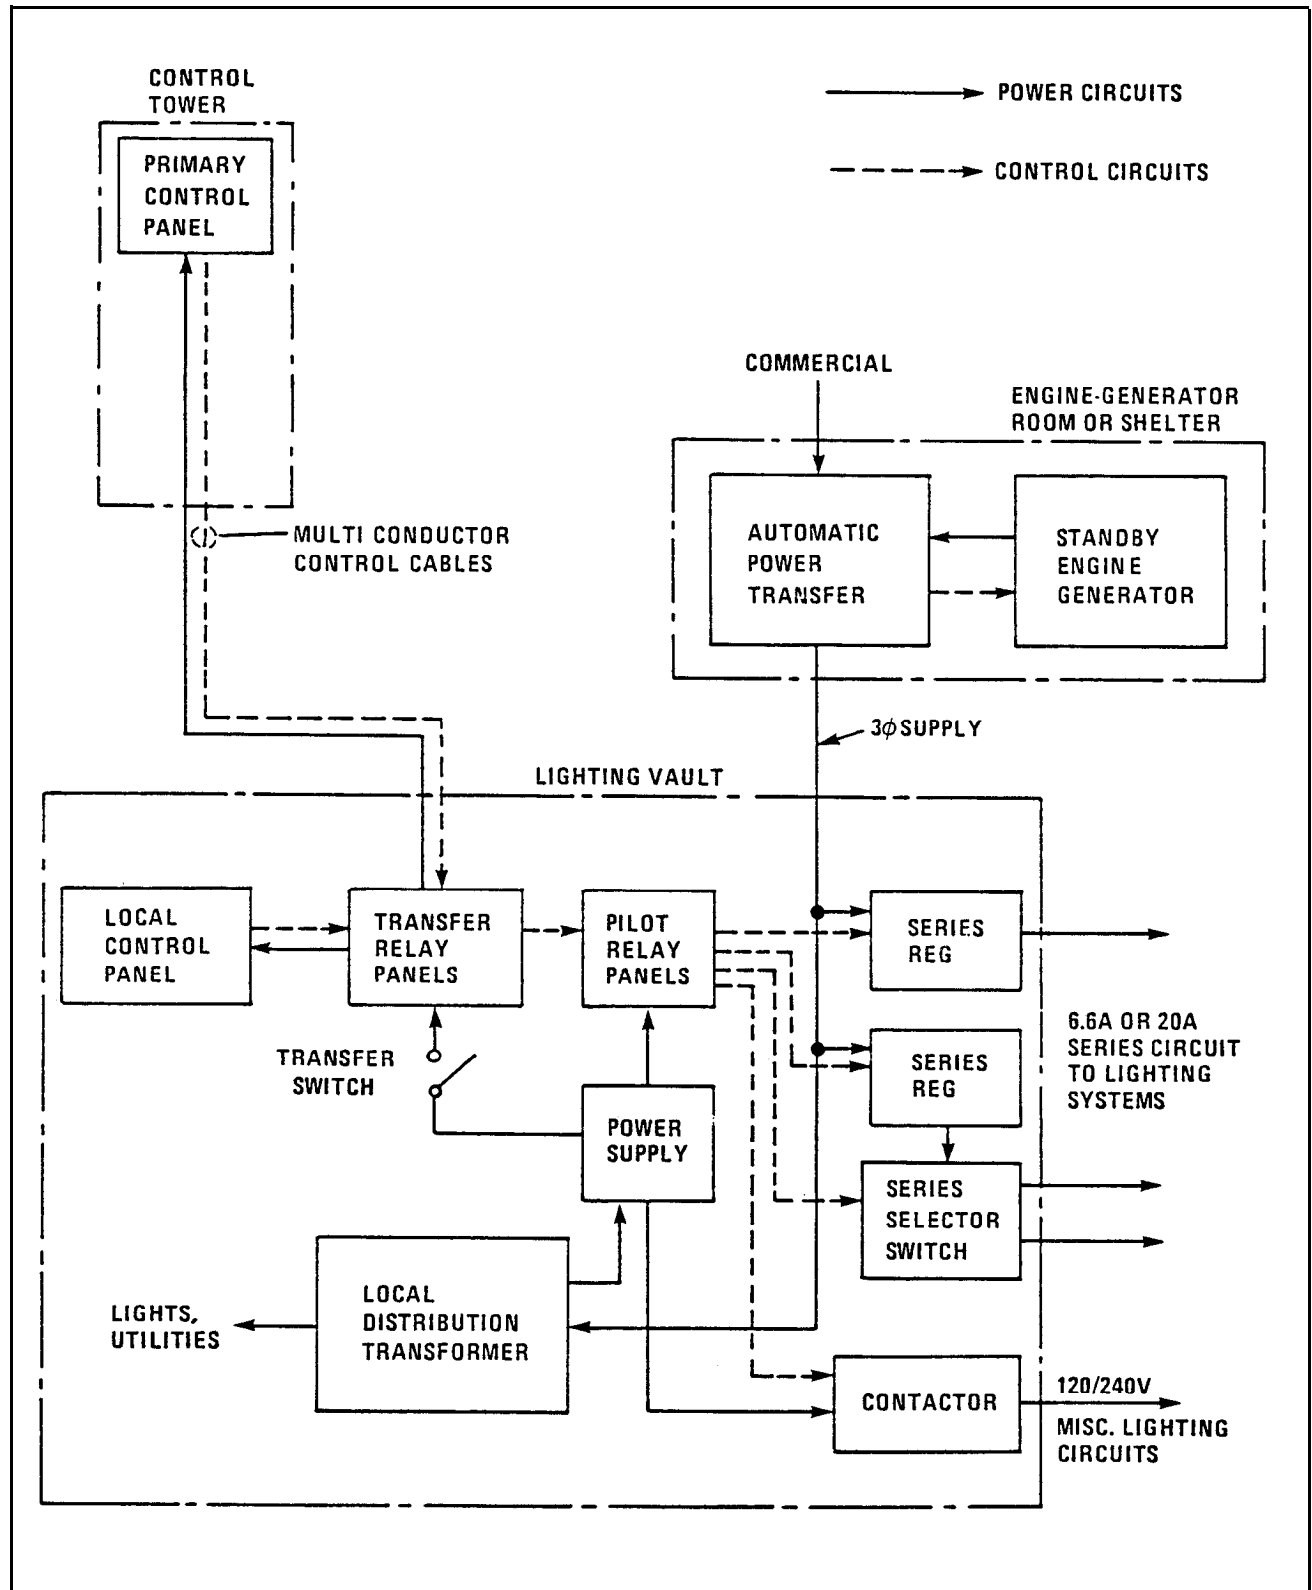 CONTROL
TOWER
POWER CIRCUITS
CONTROL CIRCUITS
PRIMARY
CONTROL
PANEL
COMMERCIAL
ENGINE-GENERATOR
ROOM OR SHELTER
MULTI CONDUCTOR
CONTROL CABLES
AUTOMATIC
POWER
TRANSFER
STANDBY
ENGINE
GENERATOR
3φ SUPPLY
LIGHTING VAULT
LOCAL
CONTROL
PANEL
TRANSFER
RELAY
PANELS
PILOT
RELAY
PANELS
SERIES
REG
TRANSFER
SWITCH
SERIES
REG
6.6A OR 20A
SERIES CIRCUIT
TO LIGHTING
SYSTEMS
POWER
SUPPLY
SERIES
SELECTOR
SWITCH
LIGHTS,
UTILITIES
LOCAL
DISTRIBUTION
TRANSFORMER
CONTACTOR
120/240V
MISC. LIGHTING
CIRCUITS